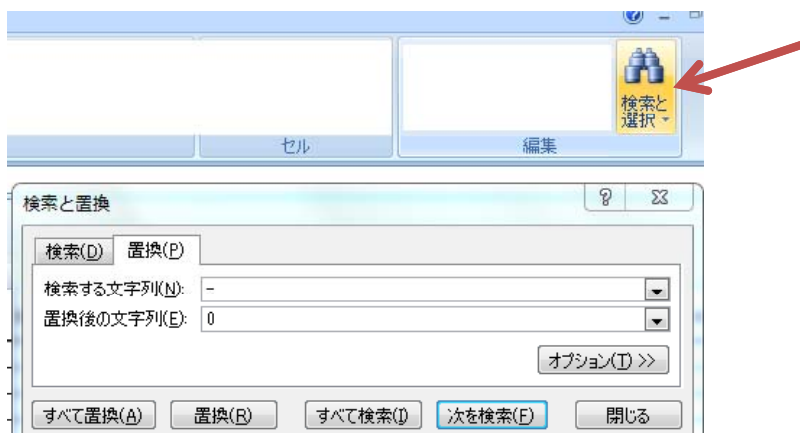 検索と
選択
セル
編集
検索と置換
検索(D)
置換(P)
検索する文字列(N): -
置換後の文字列(E): 0
オプション(T) >>
すべて置換(A)
置換(R)
すべて検索(I)
次を検索(F)
閉じる